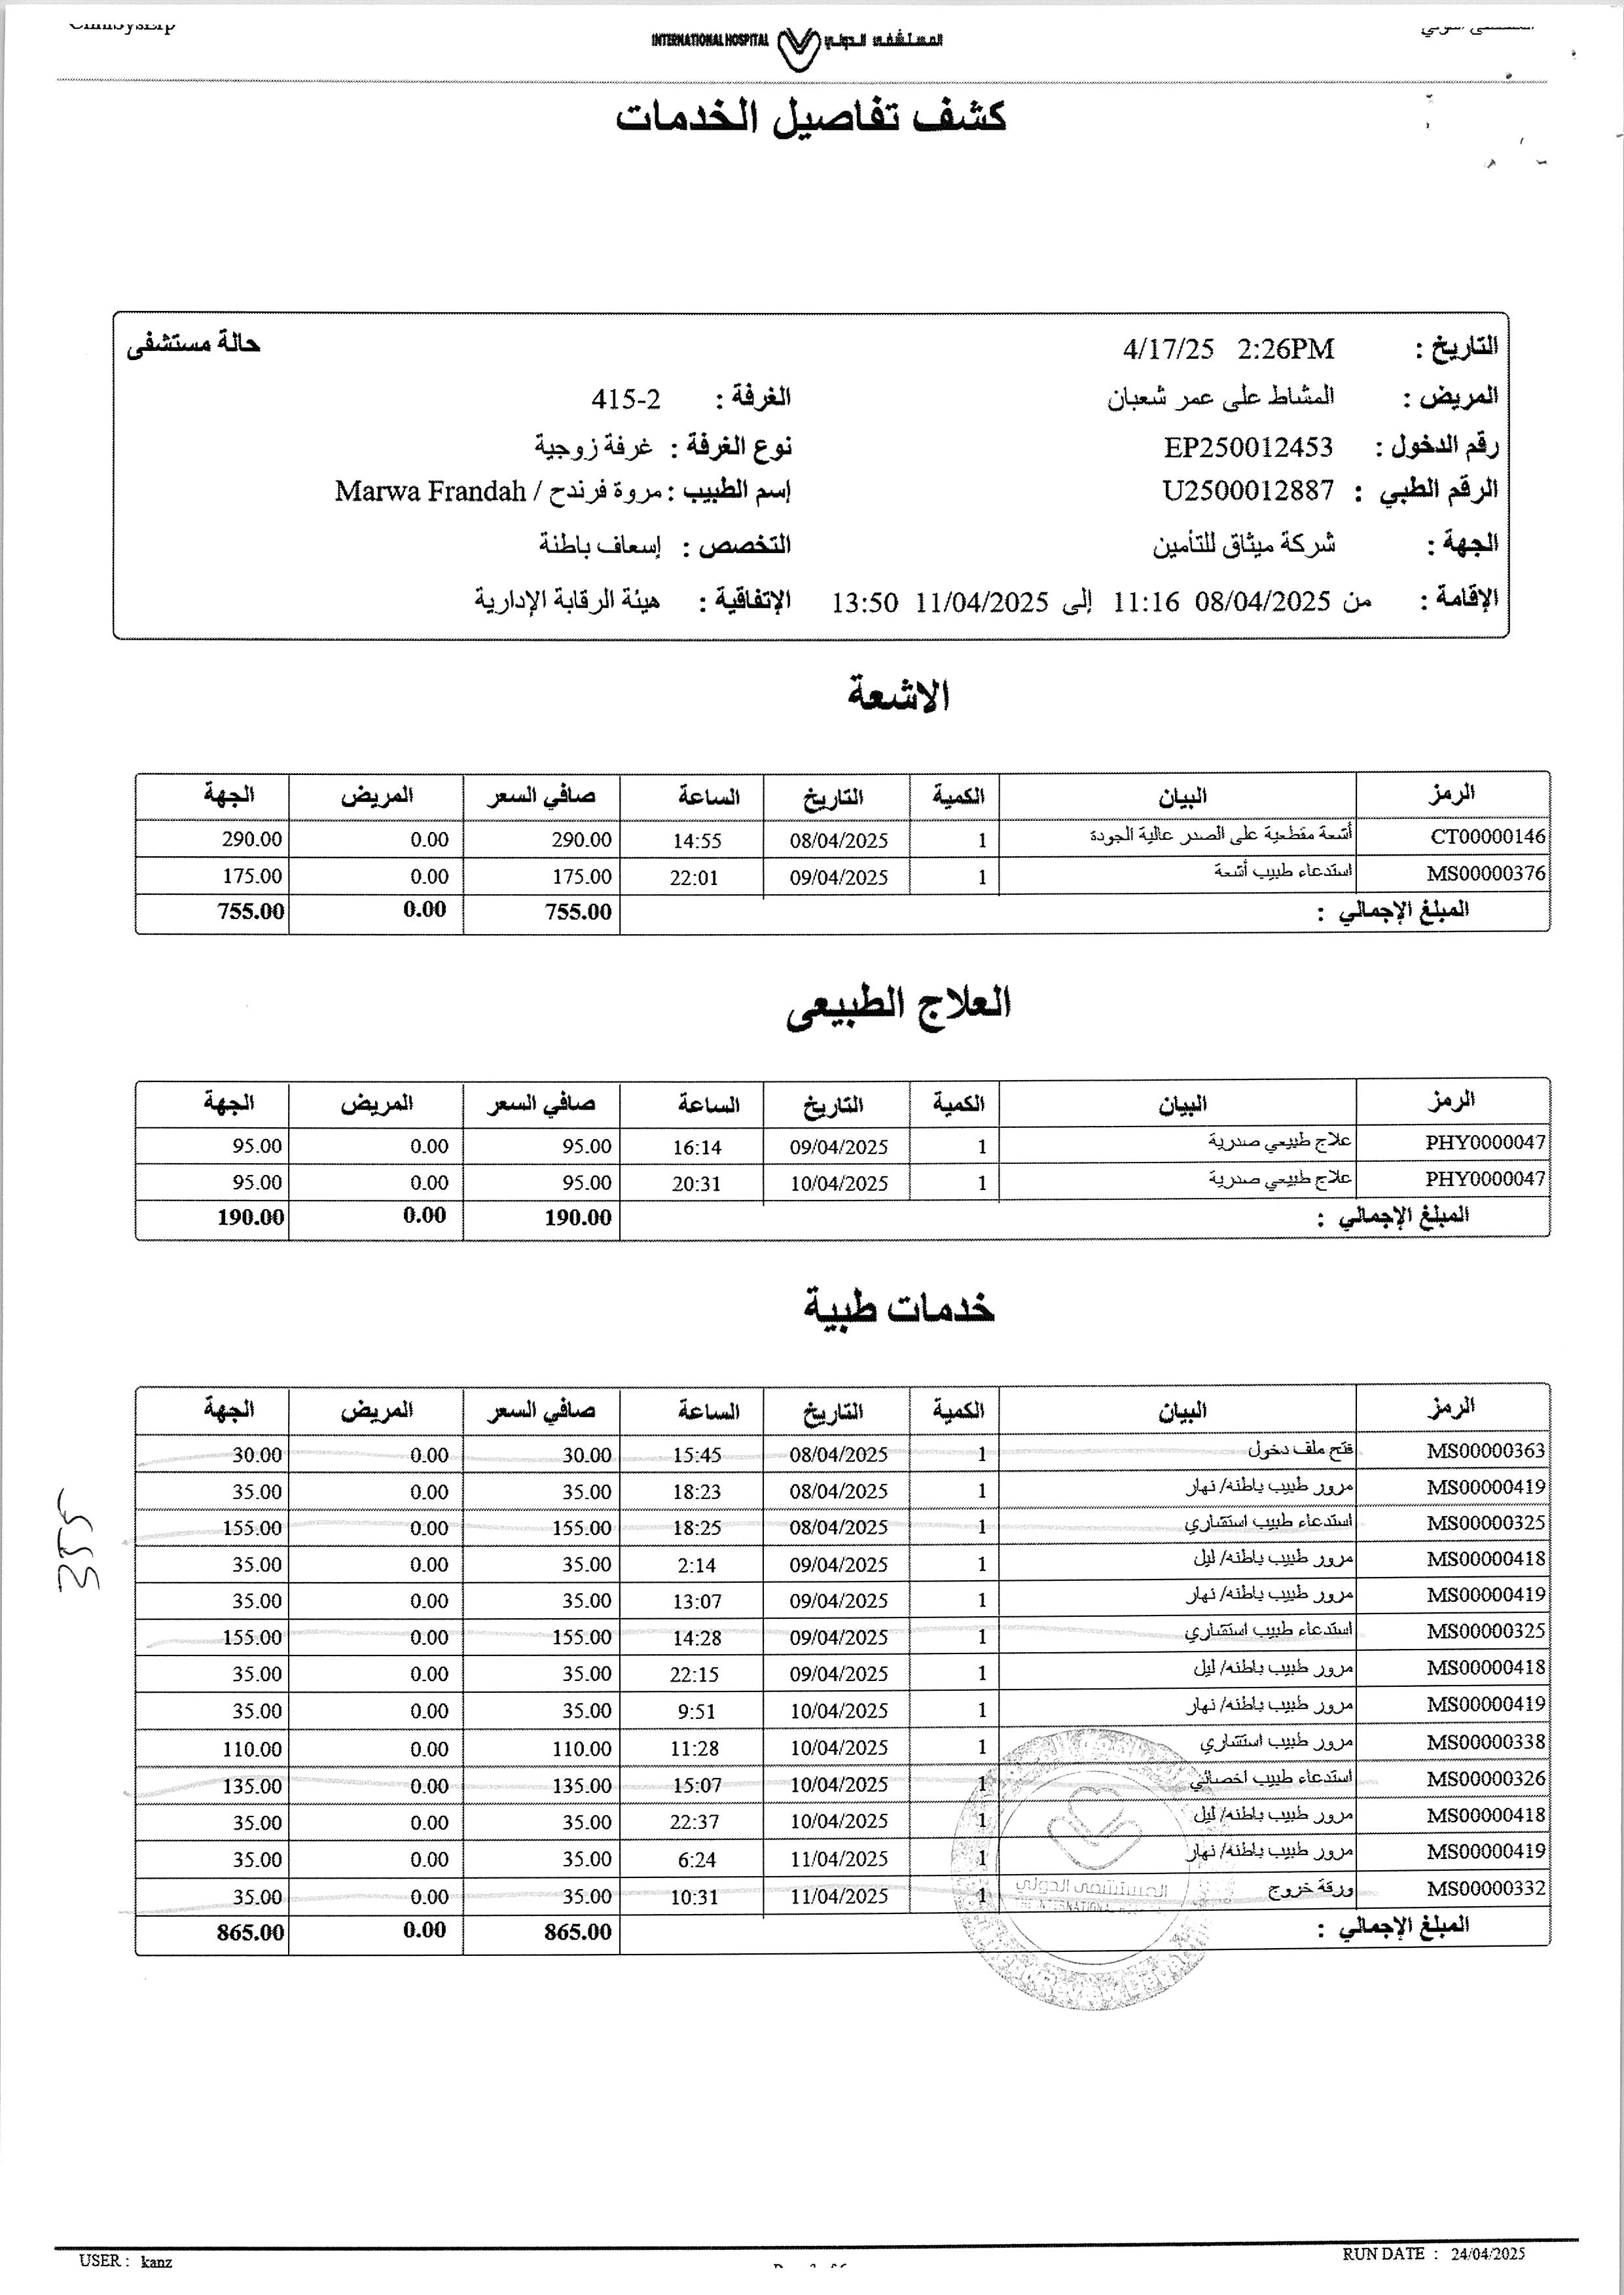 ClinisysErp
INTERNATIONAL HOSPITAL المستشفى الدولي
كشف تفاصيل الخدمات
التاريخ : 4/17/25 2:26PM حالة مستشفى
المريض : المشاط على عمر شعبان الغرفة : 415-2
رقم الدخول : EP250012453 نوع الغرفة : غرفة زوجية
الرقم الطبي : U2500012887 إسم الطبيب : مروة فرندح / Marwa Frandah
الجهة : شركة ميثاق للتأمين التخصص : إسعاف باطنة
الإقامة : من 08/04/2025 11:16 إلى 11/04/2025 13:50 الإتفاقية : هيئة الرقابة الإدارية
الاشعة
الرمز البيان الكمية التاريخ الساعة صافي السعر المريض الجهة
CT00000146 أشعة مقطعية على الصدر عالية الجودة 1 08/04/2025 14:55 290.00 0.00 290.00
MS00000376 استدعاء طبيب أشعة 1 09/04/2025 22:01 175.00 0.00 175.00
المبلغ الإجمالي : 755.00 0.00 755.00
العلاج الطبيعى
الرمز البيان الكمية التاريخ الساعة صافي السعر المريض الجهة
PHY0000047 علاج طبيعي صدرية 1 09/04/2025 16:14 95.00 0.00 95.00
PHY0000047 علاج طبيعي صدرية 1 10/04/2025 20:31 95.00 0.00 95.00
المبلغ الإجمالي : 190.00 0.00 190.00
خدمات طبية
الرمز البيان الكمية التاريخ الساعة صافي السعر المريض الجهة
MS00000363 فتح ملف دخول 1 08/04/2025 15:45 30.00 0.00 30.00
MS00000419 مرور طبيب باطنه/ نهار 1 08/04/2025 18:23 35.00 0.00 35.00
MS00000325 استدعاء طبيب استشاري 1 08/04/2025 18:25 155.00 0.00 155.00
MS00000418 مرور طبيب باطنه/ ليل 1 09/04/2025 2:14 35.00 0.00 35.00
MS00000419 مرور طبيب باطنه/ نهار 1 09/04/2025 13:07 35.00 0.00 35.00
MS00000325 استدعاء طبيب استشاري 1 09/04/2025 14:28 155.00 0.00 155.00
MS00000418 مرور طبيب باطنه/ ليل 1 09/04/2025 22:15 35.00 0.00 35.00
MS00000419 مرور طبيب باطنه/ نهار 1 10/04/2025 9:51 35.00 0.00 35.00
MS00000338 مرور طبيب استشاري 1 10/04/2025 11:28 110.00 0.00 110.00
MS00000326 استدعاء طبيب اخصائي 1 10/04/2025 15:07 135.00 0.00 135.00
MS00000418 مرور طبيب باطنه/ ليل 1 10/04/2025 22:37 35.00 0.00 35.00
MS00000419 مرور طبيب باطنه/ نهار 1 11/04/2025 6:24 35.00 0.00 35.00
MS00000332 ورقة خروج 1 11/04/2025 10:31 35.00 0.00 35.00
المبلغ الإجمالي : 865.00 0.00 865.00
355
المستشفى الدولي
USER : kanz
RUN DATE : 24/04/2025